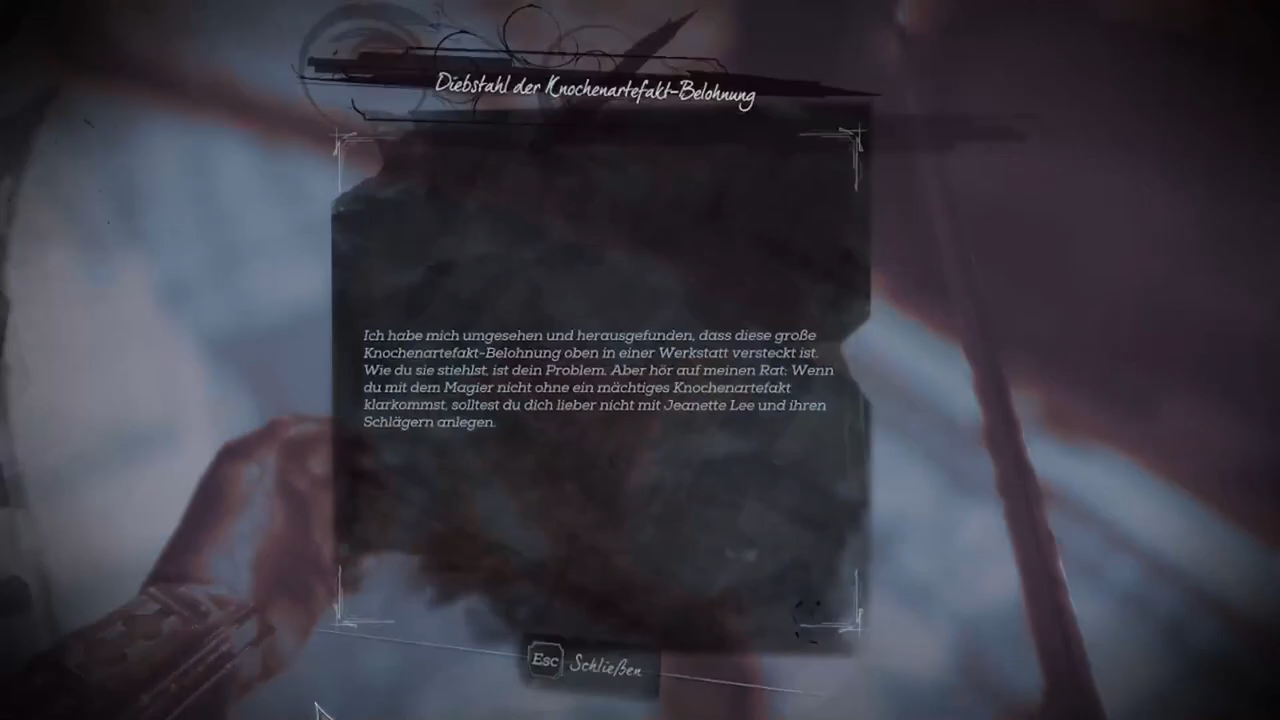 Diebstahl der Knochenartefakt-Belohnung
Ich habe mich umgesehen und herausgefunden, dass diese große
Knochenartefakt-Belohnung oben in einer Werkstatt versteckt ist.
Wie du sie stiehlst, ist dein Problem. Aber hör auf meinen Rat: Wenn
du mit dem Magier nicht ohne ein mächtiges Knochenartefakt
klarkommst, solltest du dich lieber nicht mit Jeanette Lee und ihren
Schlägern anlegen.
Esc Schließen